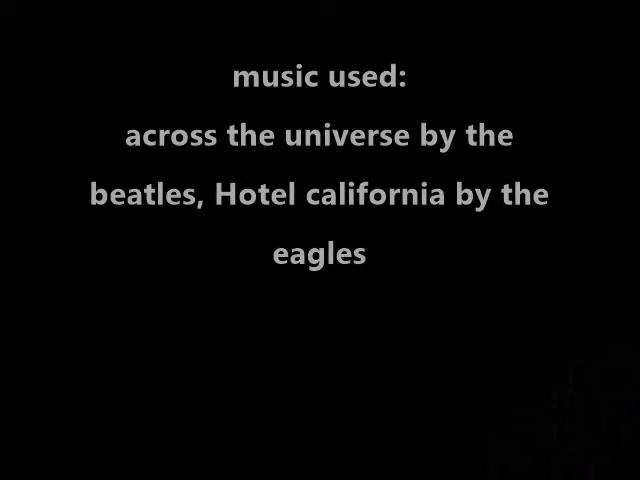 music used:
across the universe by the
beatles, Hotel california by the
eagles